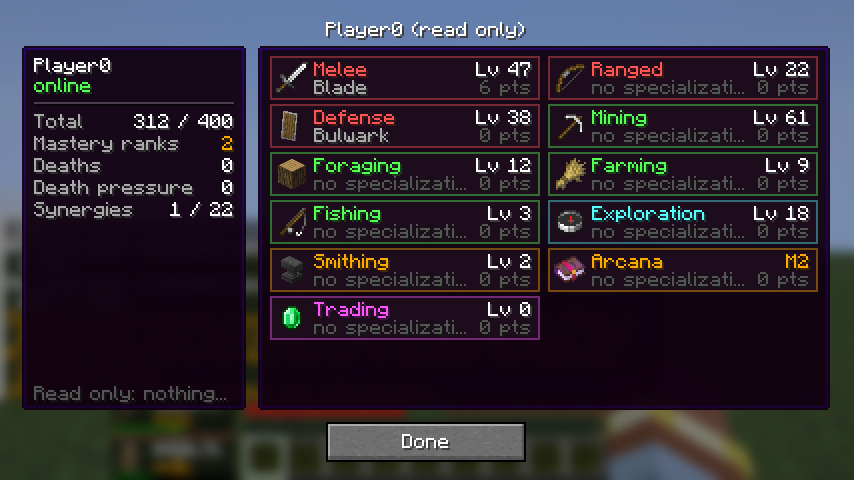 Player0 (read only)
Player0
online
Total 312 / 400
Mastery ranks 2
Deaths 0
Death pressure 0
Synergies 1 / 22
Read only: nothing...
Melee Lv 47
Blade 6 pts
Ranged Lv 22
no specializati... 0 pts
Defense Lv 38
Bulwark 0 pts
Mining Lv 61
no specializati... 0 pts
Foraging Lv 12
no specializati... 0 pts
Farming Lv 9
no specializati... 0 pts
Fishing Lv 3
no specializati... 0 pts
Exploration Lv 18
no specializati... 0 pts
Smithing Lv 2
no specializati... 0 pts
Arcana M2
no specializati... 0 pts
Trading Lv 0
no specializati... 0 pts
Done